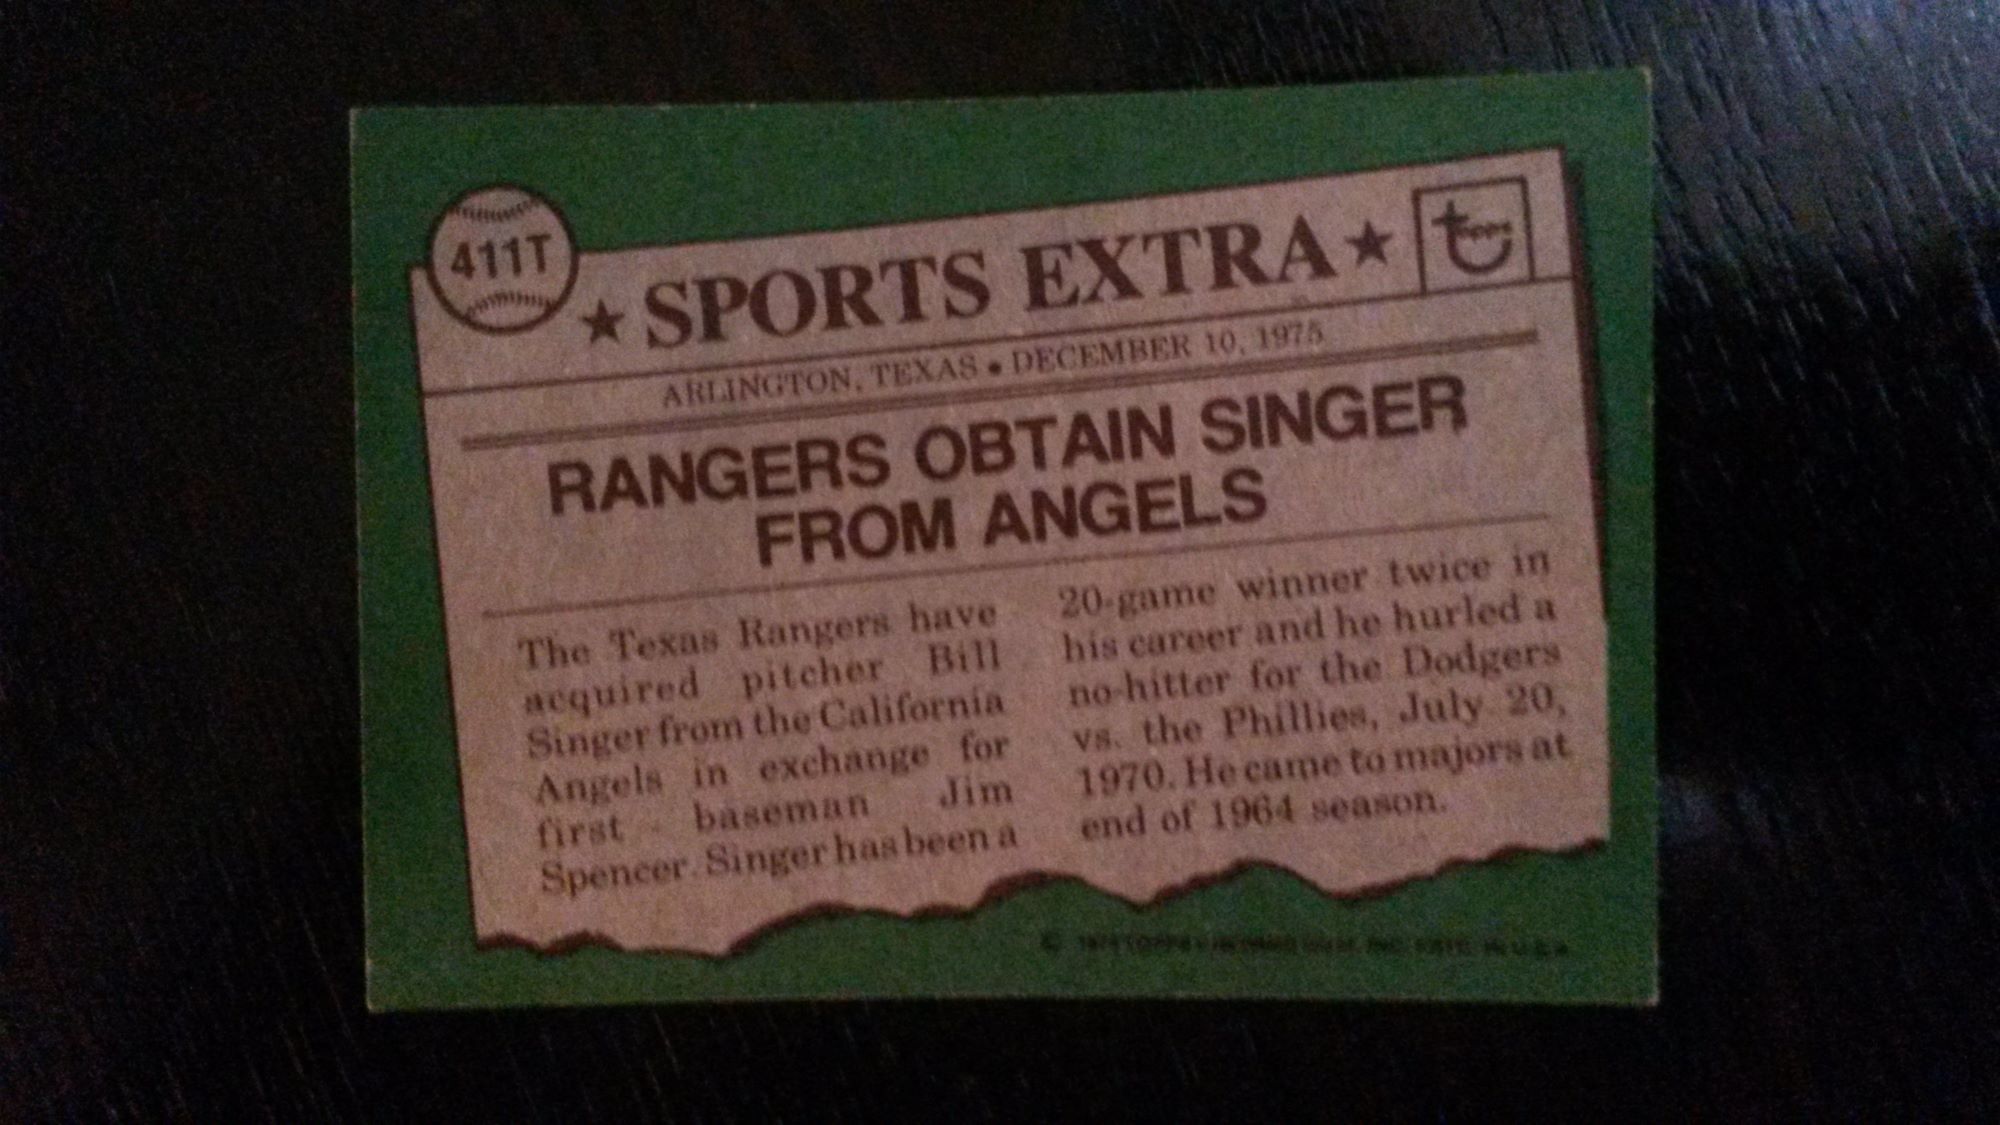 411T
★ SPORTS EXTRA ★
topps
ARLINGTON, TEXAS • DECEMBER 10, 1975
RANGERS OBTAIN SINGER
FROM ANGELS
The Texas Rangers have
acquired pitcher Bill
Singer from the California
Angels in exchange for
first baseman Jim
Spencer. Singer has been a
20-game winner twice in
his career and he hurled a
no-hitter for the Dodgers
vs. the Phillies, July 20,
1970. He came to majors at
end of 1964 season.
©